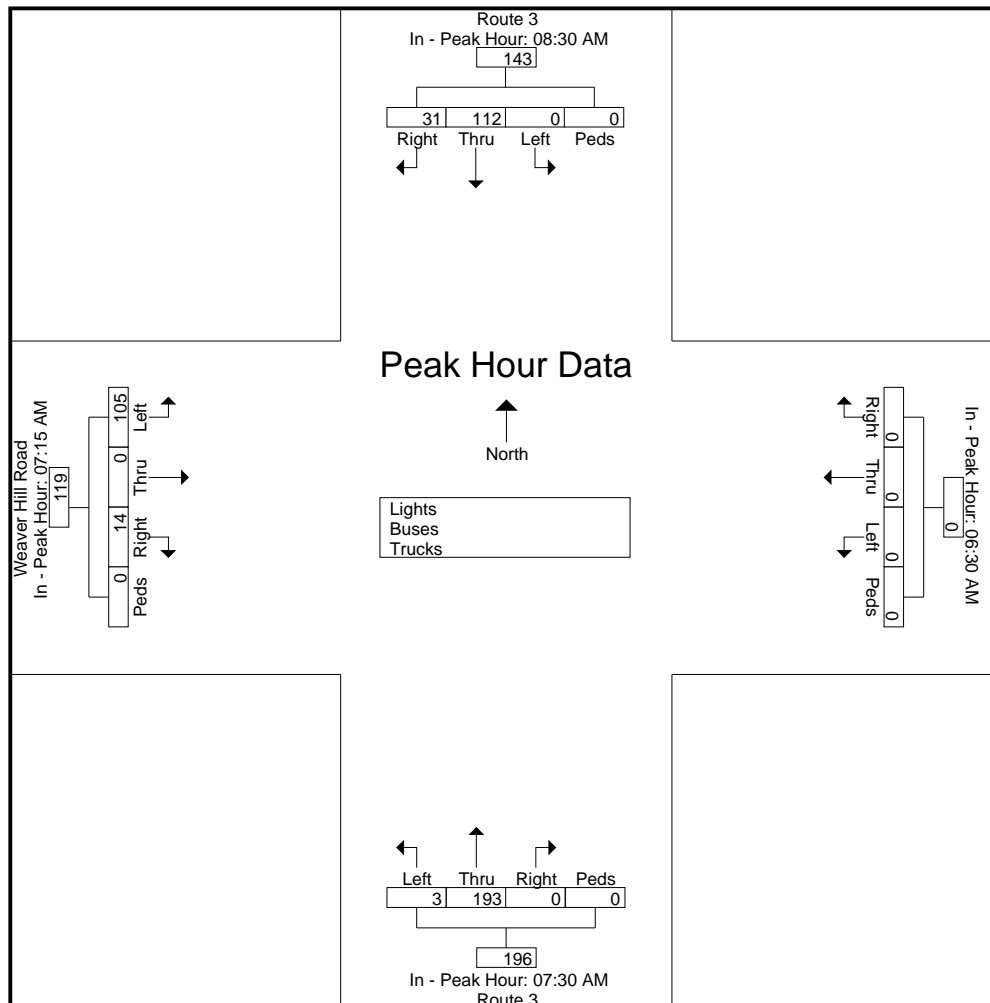 Route 3
In - Peak Hour: 08:30 AM
143
31 112 0 0
Right Thru Left Peds
Peak Hour Data
North
Lights
Buses
Trucks
Weaver Hill Road
In - Peak Hour: 07:15 AM
119
105 0 14 0
Left Thru Right Peds
Right Thru Left Peds
0 0 0 0
0
In - Peak Hour: 06:30 AM
Left Thru Right Peds
3 193 0 0
196
In - Peak Hour: 07:30 AM
Route 3